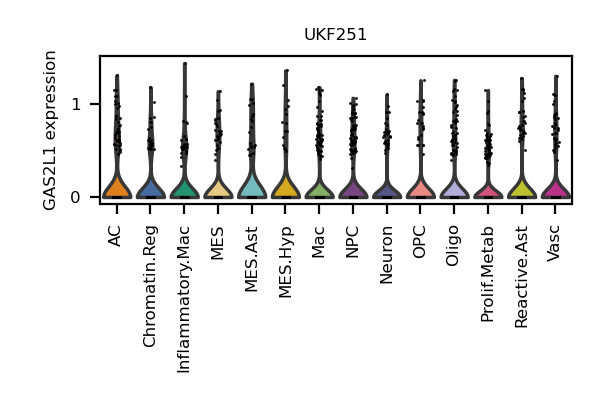 UKF251
GAS2L1 expression
1
0
AC
Chromatin.Reg
Inflammatory.Mac
MES
MES.Ast
MES.Hyp
Mac
NPC
Neuron
OPC
Oligo
Prolif.Metab
Reactive.Ast
Vasc